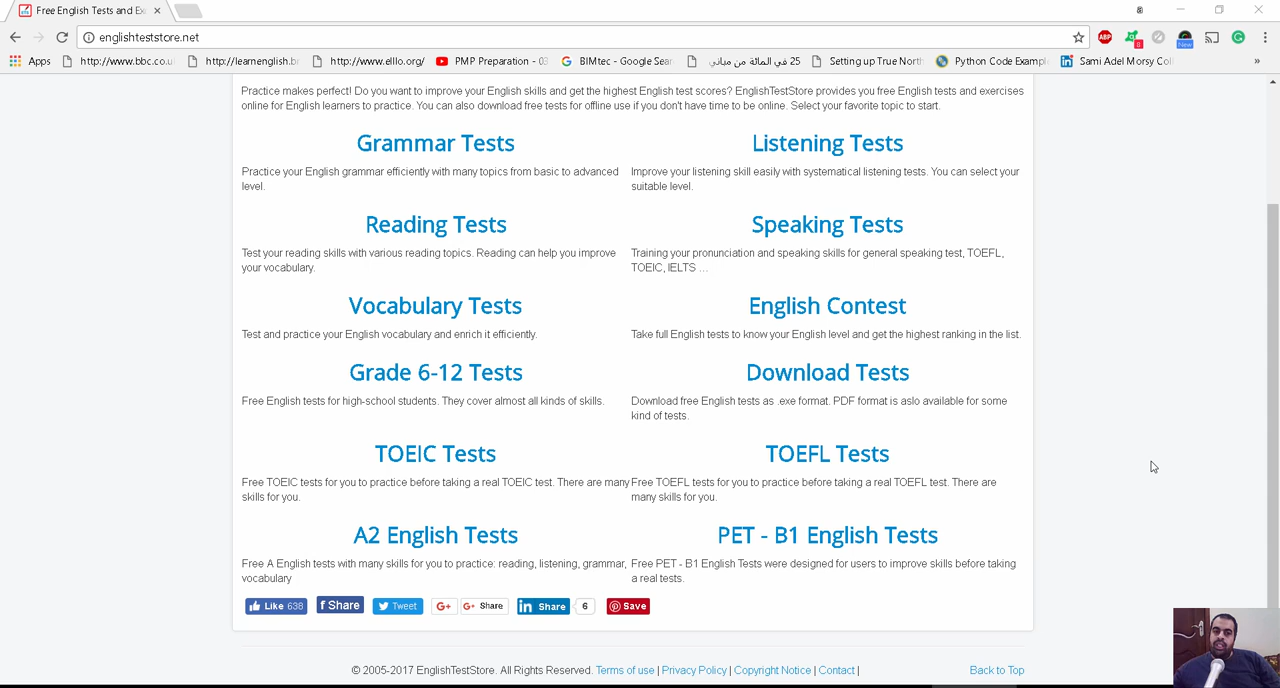 Free English Tests and Ex
englishteststore.net
ABP
8
New
Apps
http://www.bbc.co.u
http://learnenglish.b
http://www.elllo.org/
PMP Preparation - 03
BIMtec - Google Sea
25 في المائة من مباني
Setting up True North
Python Code Example
Sami Adel Morsy Col
»
Practice makes perfect! Do you want to improve your English skills and get the highest English test scores? EnglishTestStore provides you free English tests and exercises
online for English learners to practice. You can also download free tests for offline use if you don't have time to be online. Select your favorite topic to start.
Grammar Tests
Practice your English grammar efficiently with many topics from basic to advanced
level.
Listening Tests
Improve your listening skill easily with systematical listening tests. You can select your
suitable level.
Reading Tests
Test your reading skills with various reading topics. Reading can help you improve
your vocabulary.
Speaking Tests
Training your pronunciation and speaking skills for general speaking test, TOEFL,
TOEIC, IELTS ...
Vocabulary Tests
Test and practice your English vocabulary and enrich it efficiently.
English Contest
Take full English tests to know your English level and get the highest ranking in the list.
Grade 6-12 Tests
Free English tests for high-school students. They cover almost all kinds of skills.
Download Tests
Download free English tests as .exe format. PDF format is aslo available for some
kind of tests.
TOEIC Tests
Free TOEIC tests for you to practice before taking a real TOEIC test. There are many
skills for you.
TOEFL Tests
Free TOEFL tests for you to practice before taking a real TOEFL test. There are
many skills for you.
A2 English Tests
Free A English tests with many skills for you to practice: reading, listening, grammar,
vocabulary
PET - B1 English Tests
Free PET - B1 English Tests were designed for users to improve skills before taking
a real tests.
Like 638
f Share
Tweet
G+
G+ Share
in Share
6
Save
© 2005-2017 EnglishTestStore. All Rights Reserved. Terms of use | Privacy Policy | Copyright Notice | Contact |
Back to Top